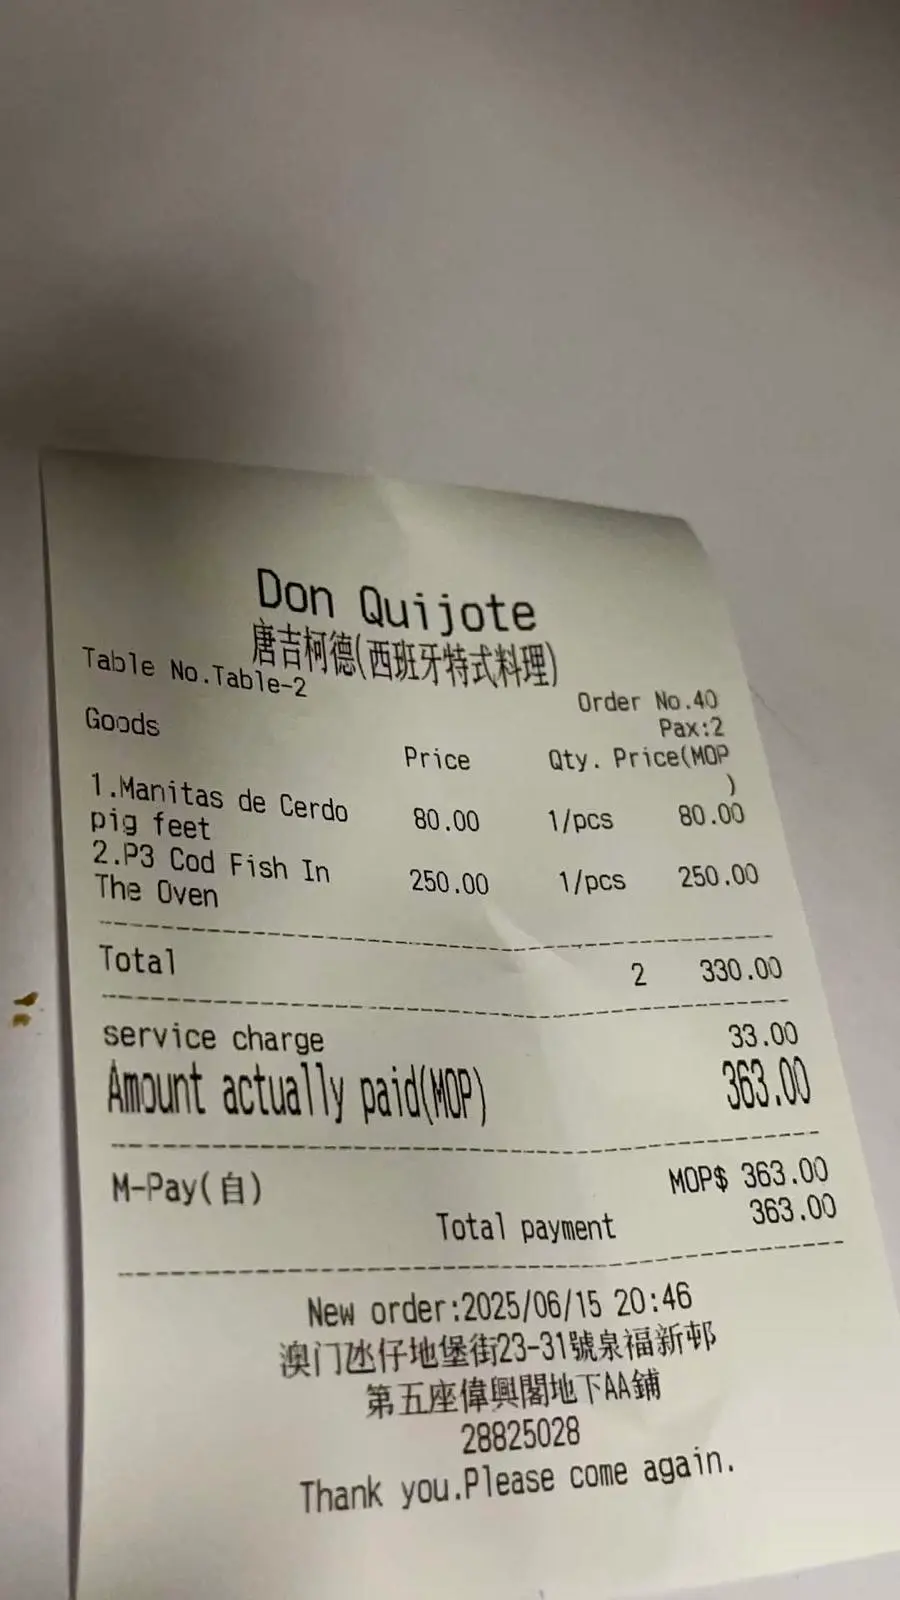 Don Quijote
唐吉柯德(西班牙特式料理)
Table No.Table-2
Order No.40
Pax:2
Goods Price Qty. Price(MOP
)
1.Manitas de Cerdo 80.00 1/pcs 80.00
pig feet
2.P3 Cod Fish In 250.00 1/pcs 250.00
The Oven
Total 2 330.00
service charge 33.00
Amount actually paid(MOP) 363.00
M-Pay(自) MOP$ 363.00
Total payment 363.00
New order:2025/06/15 20:46
澳门氹仔地堡街23-31號泉福新邨
第五座偉興閣地下AA鋪
28825028
Thank you.Please come again.